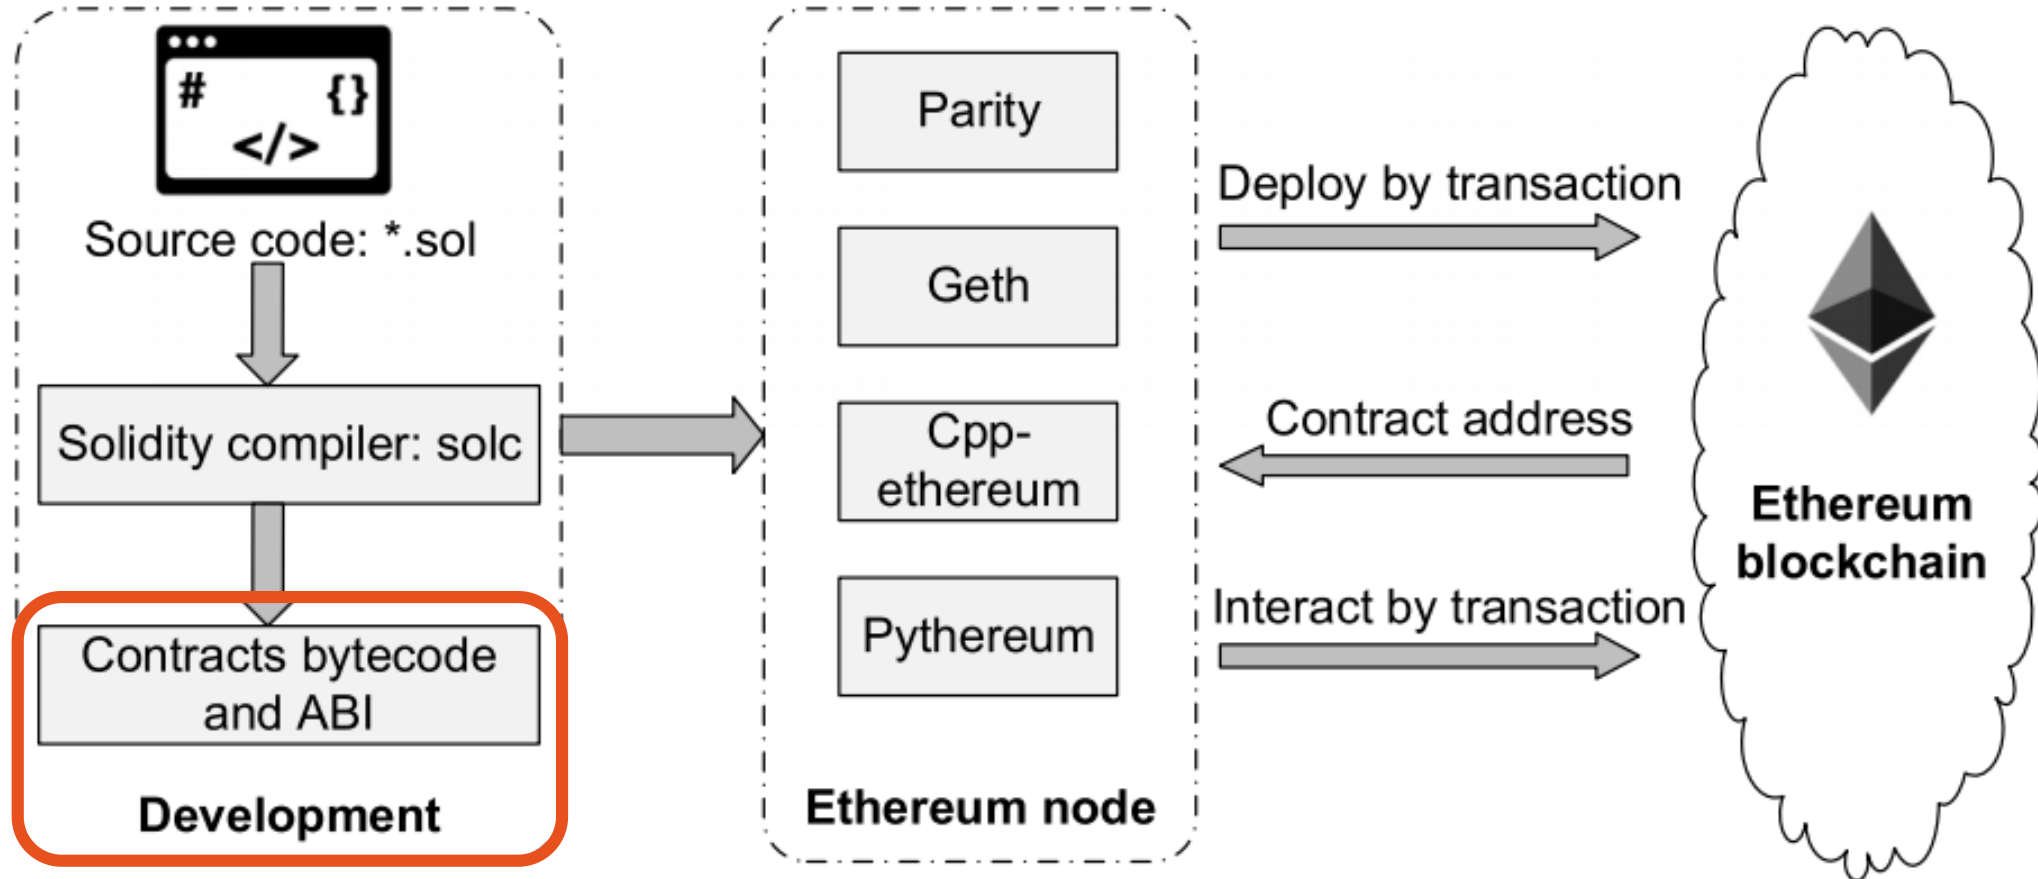 # {}
</>
Source code: *.sol
Solidity compiler: solc
Contracts bytecode
and ABI
Development
Parity
Geth
Cpp-
ethereum
Pythereum
Ethereum node
Deploy by transaction
Contract address
Interact by transaction
Ethereum
blockchain